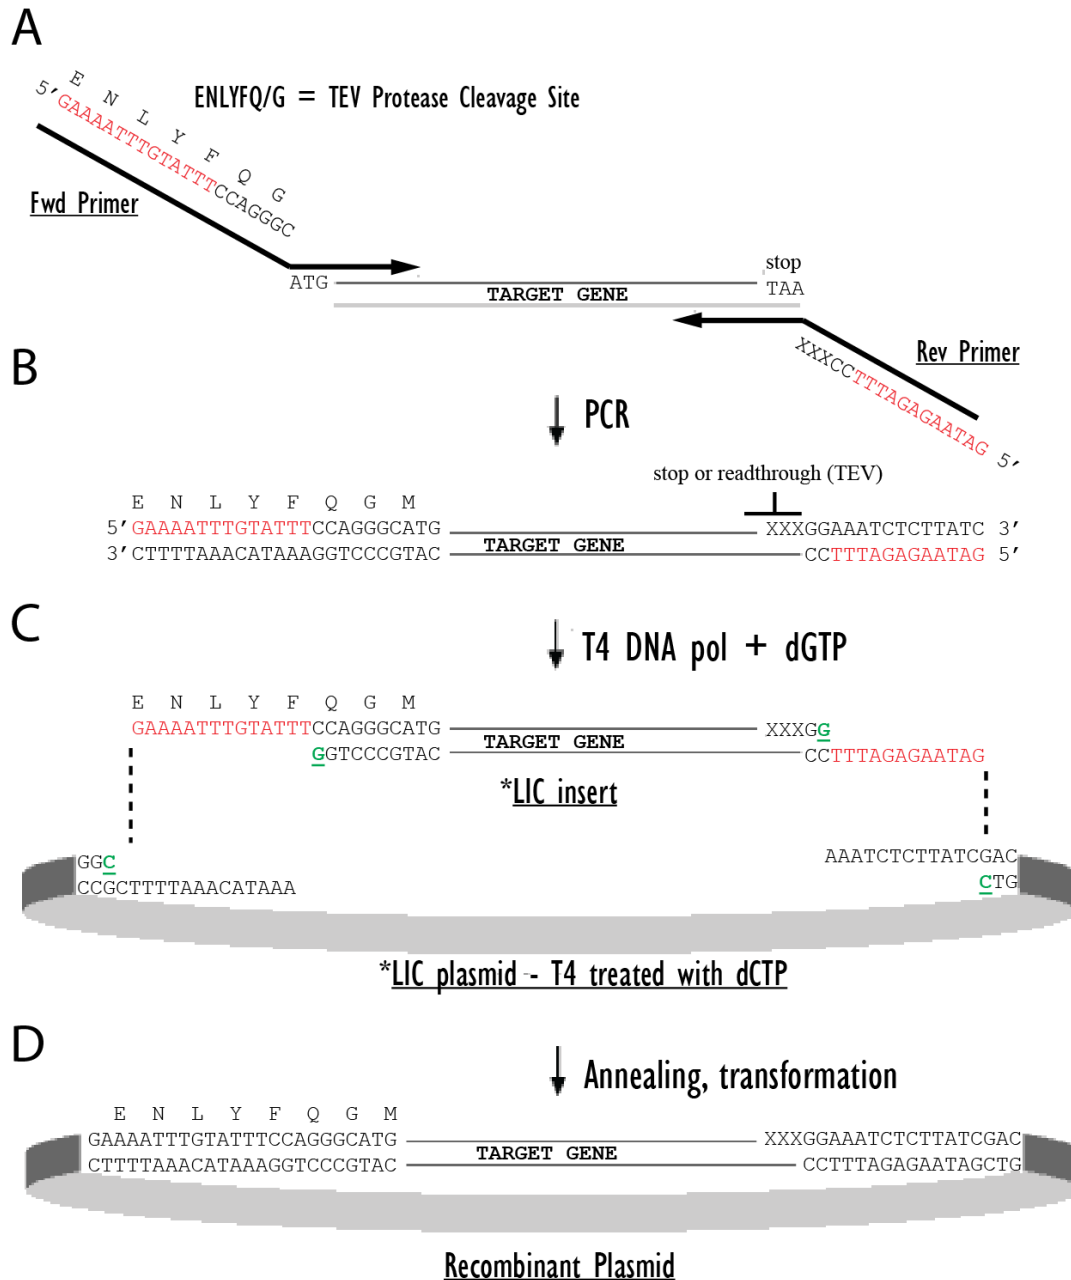 A
E N L Y F Q G
5’GAAAATTTGTATTTCCAGGGC
ENLYFQ/G = TEV Protease Cleavage Site
Fwd Primer
ATG
TARGET GENE
stop
TAA
Rev Primer
XXXCCTTTAGAGAATAG 5’
B
PCR
stop or readthrough (TEV)
E N L Y F Q G M
5’ GAAAATTTGTATTTCCAGGGCATG XXXGGAAATCTCTTATC 3’
3’ CTTTTAAACATAAAGGTCCCGTAC TARGET GENE CCTTTAGAGAATAG 5’
C
T4 DNA pol + dGTP
E N L Y F Q G M
GAAAATTTGTATTTCCAGGGCATG XXXGG
GGTCCCGTAC TARGET GENE CCTTTAGAGAATAG
*LIC insert
GGC AAATCTCTTATCGAC
CCGCTTTTAAACATAAA CTG
*LIC plasmid - T4 treated with dCTP
D
Annealing, transformation
E N L Y F Q G M
GAAAATTTGTATTTCCAGGGCATG XXXGGAAATCTCTTATCGAC
CTTTTAAACATAAAGGTCCCGTAC TARGET GENE CCTTTAGAGAATAGCTG
Recombinant Plasmid